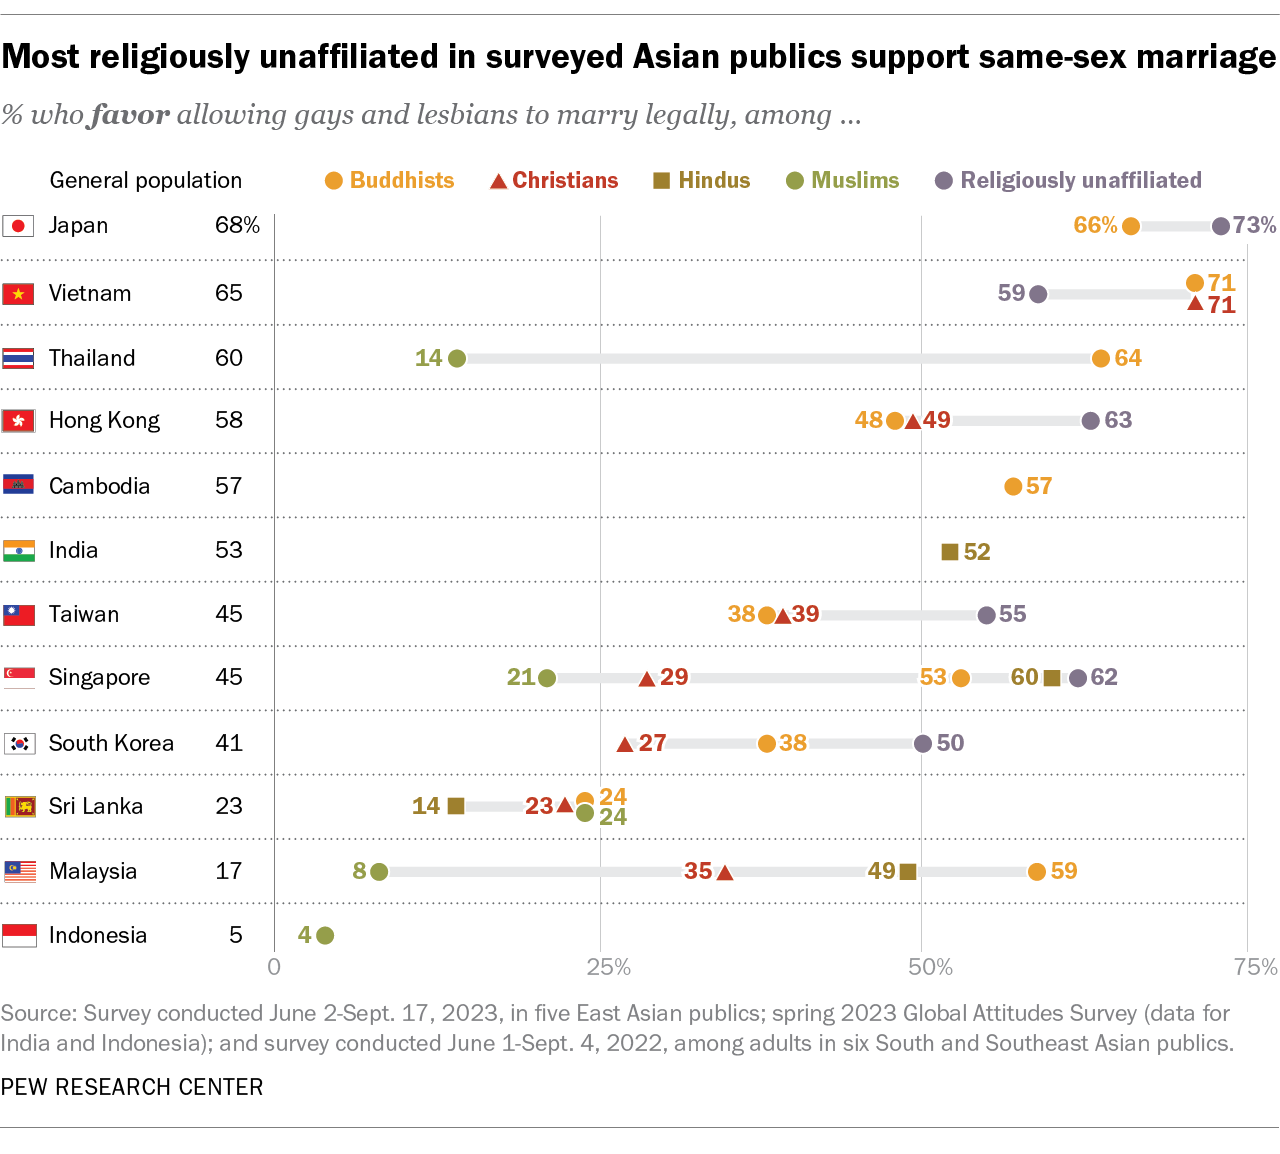 Most religiously unaffiliated in surveyed Asian publics support same-sex marriage
% who favor allowing gays and lesbians to marry legally, among ...
General population Buddhists Christians Hindus Muslims Religiously unaffiliated
Japan 68% 66% 73%
Vietnam 65 59 71
71
Thailand 60 14 64
Hong Kong 58 48 49 63
Cambodia 57 57
India 53 52
Taiwan 45 38 39 55
Singapore 45 21 29 53 60 62
South Korea 41 27 38 50
Sri Lanka 23 14 23 24
24
Malaysia 17 8 35 49 59
Indonesia 5 4
0 25% 50% 75%
Source: Survey conducted June 2-Sept. 17, 2023, in five East Asian publics; spring 2023 Global Attitudes Survey (data for
India and Indonesia); and survey conducted June 1-Sept. 4, 2022, among adults in six South and Southeast Asian publics.
PEW RESEARCH CENTER